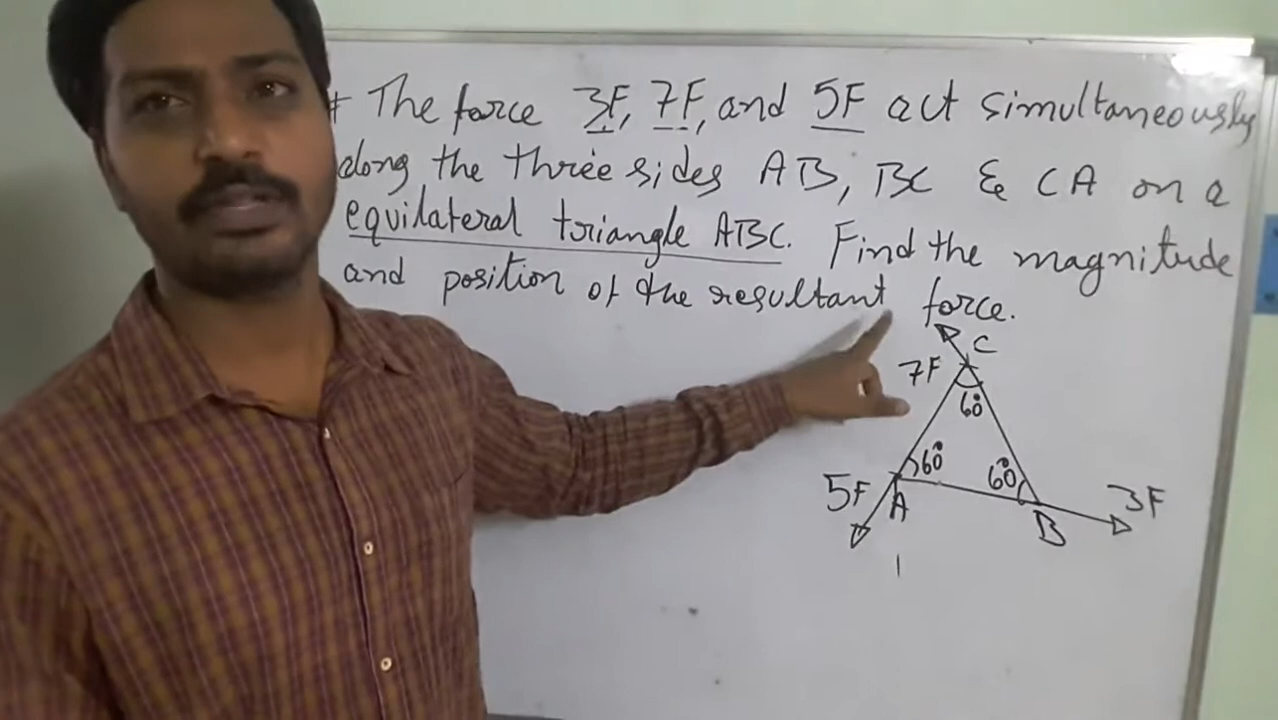 # The force 3F, 7F, and 5F act simultaneously
along the three sides AB, BC & CA on a
equilateral triangle ABC. Find the magnitude
and position of the resultant force.
C
7F
60°
60°
60°
5F
A
B
3F